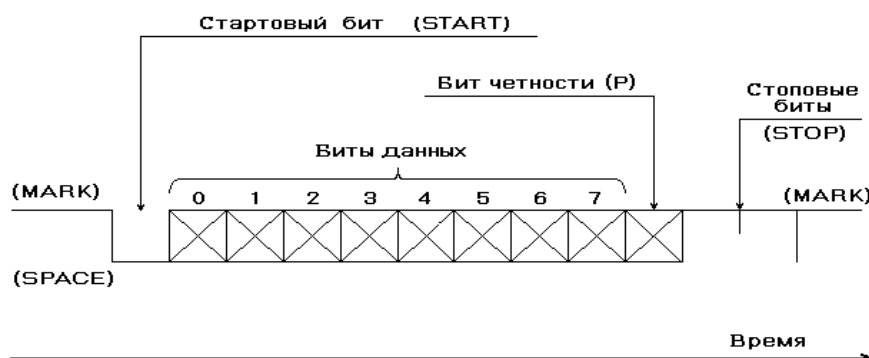 Стартовый бит (START)
Бит четности (P)
Стоповые
биты
(STOP)
Биты данных
(MARK)
0 1 2 3 4 5 6 7
(MARK)
(SPACE)
Время